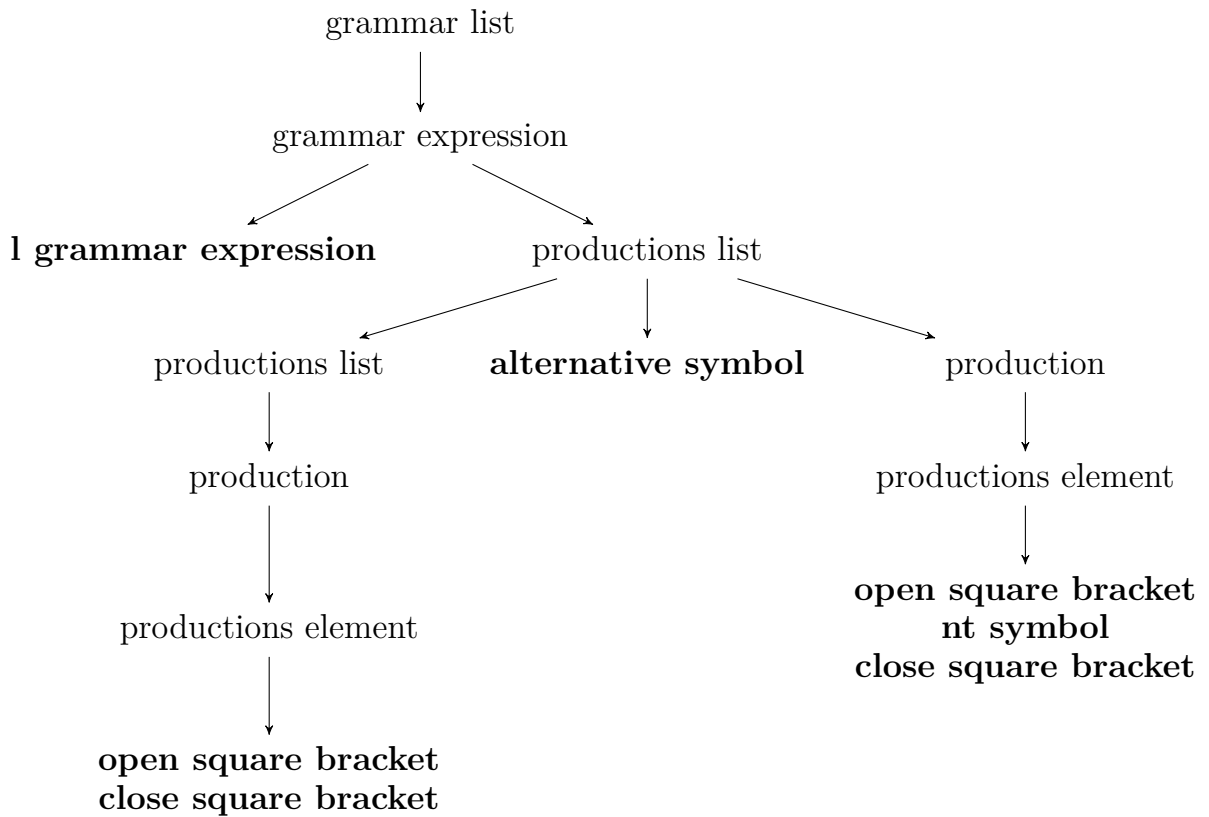 grammar list
grammar expression
l grammar expression
productions list
productions list
alternative symbol
production
production
productions element
open square bracket
nt symbol
close square bracket
productions element
open square bracket
close square bracket